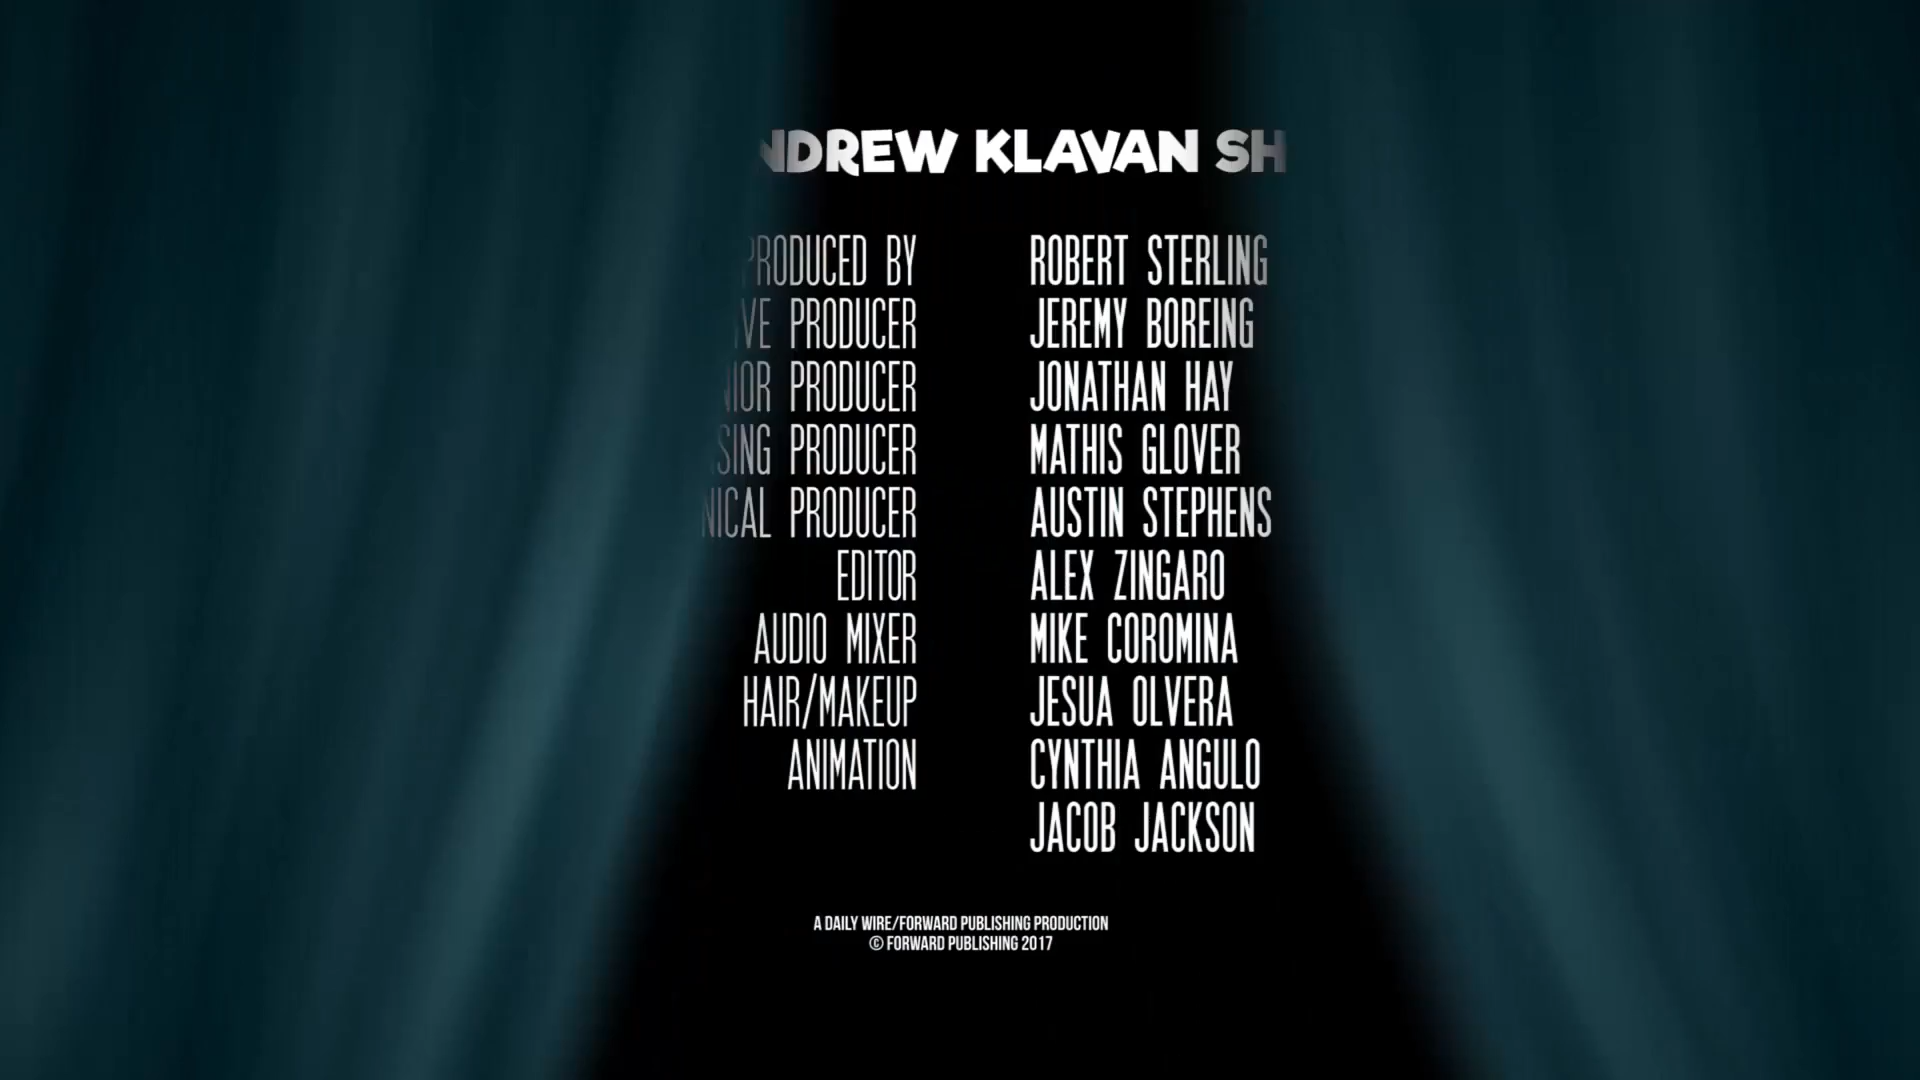 ANDREW KLAVAN SH
PRODUCED BY ROBERT STERLING
PRODUCER JEREMY BOREING
PRODUCER JONATHAN HAY
PRODUCER MATHIS GLOVER
PRODUCER AUSTIN STEPHENS
EDITOR ALEX ZINGARO
AUDIO MIXER MIKE COROMINA
HAIR/MAKEUP JESUA OLVERA
ANIMATION CYNTHIA ANGULO
JACOB JACKSON
A DAILY WIRE/FORWARD PUBLISHING PRODUCTION
© FORWARD PUBLISHING 2017